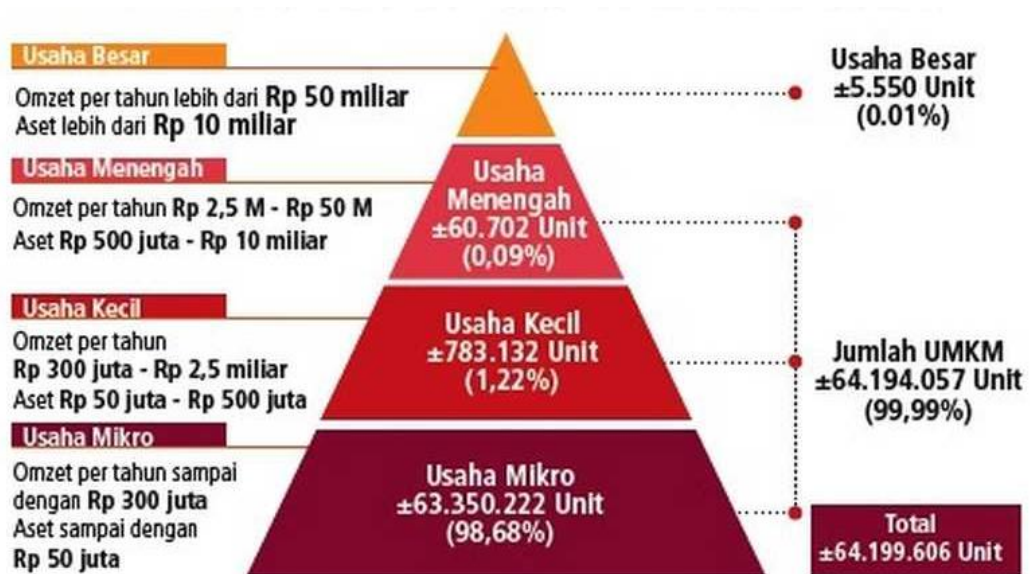 Usaha Besar
Omzet per tahun lebih dari Rp 50 miliar
Aset lebih dari Rp 10 miliar
Usaha Menengah
Omzet per tahun Rp 2,5 M - Rp 50 M
Aset Rp 500 juta - Rp 10 miliar
Usaha Kecil
Omzet per tahun
Rp 300 juta - Rp 2,5 miliar
Aset Rp 50 juta - Rp 500 juta
Usaha Mikro
Omzet per tahun sampai
dengan Rp 300 juta
Aset sampai dengan
Rp 50 juta
Usaha
Menengah
±60.702 Unit
(0,09%)
Usaha Kecil
±783.132 Unit
(1,22%)
Usaha Mikro
±63.350.222 Unit
(98,68%)
Usaha Besar
±5.550 Unit
(0.01%)
Jumlah UMKM
±64.194.057 Unit
(99,99%)
Total
±64.199.606 Unit